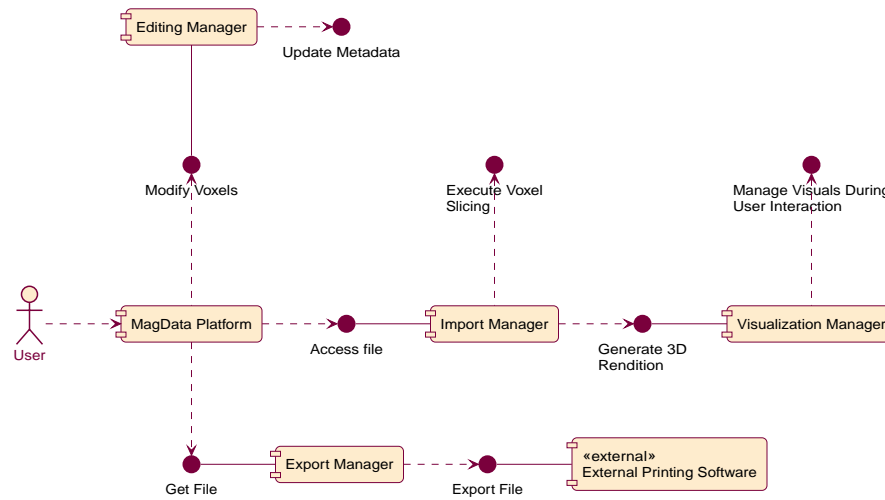 Editing Manager
Update Metadata
Modify Voxels
Execute Voxel
Slicing
Manage Visuals During
User Interaction
User
MagData Platform
Access file
Import Manager
Generate 3D
Rendition
Visualization Manager
Get File
Export Manager
Export File
«external»
External Printing Software